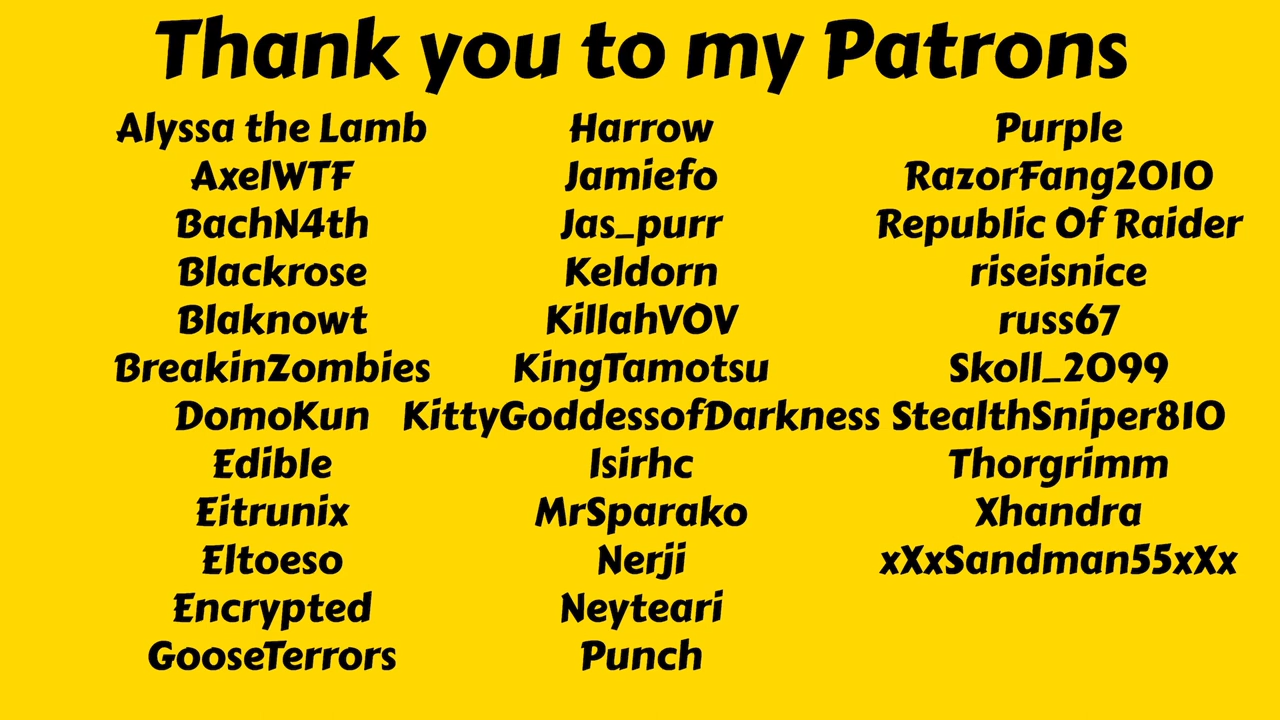 Thank you to my Patrons
Alyssa the Lamb
AxelWTF
BachN4th
Blackrose
Blaknowt
BreakinZombies
DomoKun
Edible
Eitrunix
Eltoeso
Encrypted
GooseTerrors
Harrow
Jamiefo
Jas_purr
Keldorn
KillahVOV
KingTamotsu
KittyGoddessofDarkness
lsirhc
MrSparako
Nerji
Neyteari
Punch
Purple
RazorFang2010
Republic Of Raider
riseisnice
russ67
Skoll_2099
StealthSniper810
Thorgrimm
Xhandra
xXxSandman55xXx